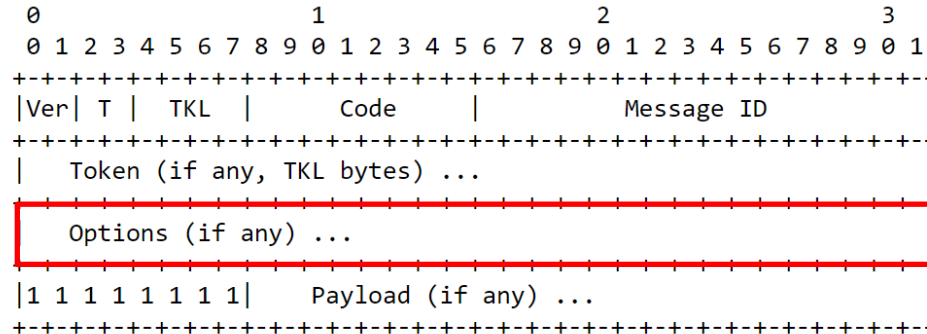 0                   1                   2                   3
0 1 2 3 4 5 6 7 8 9 0 1 2 3 4 5 6 7 8 9 0 1 2 3 4 5 6 7 8 9 0 1
+-+-+-+-+-+-+-+-+-+-+-+-+-+-+-+-+-+-+-+-+-+-+-+-+-+-+-+-+-+-+-+-
|Ver| T |  TKL  |      Code     |          Message ID
+-+-+-+-+-+-+-+-+-+-+-+-+-+-+-+-+-+-+-+-+-+-+-+-+-+-+-+-+-+-+-+-
|   Token (if any, TKL bytes) ...
+-+-+-+-+-+-+-+-+-+-+-+-+-+-+-+-+-+-+-+-+-+-+-+-+-+-+-+-+-+-+-+-
|   Options (if any) ...
+-+-+-+-+-+-+-+-+-+-+-+-+-+-+-+-+-+-+-+-+-+-+-+-+-+-+-+-+-+-+-+-
|1 1 1 1 1 1 1 1|    Payload (if any) ...
+-+-+-+-+-+-+-+-+-+-+-+-+-+-+-+-+-+-+-+-+-+-+-+-+-+-+-+-+-+-+-+-